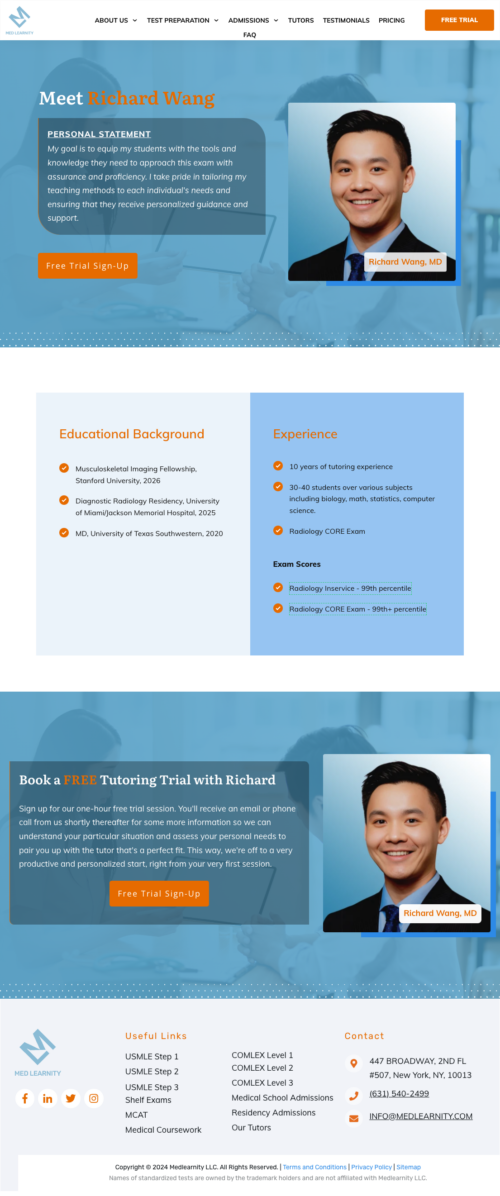 MED LEARNITY
ABOUT US
TEST PREPARATION
ADMISSIONS
TUTORS
TESTIMONIALS
PRICING
FAQ
FREE TRIAL
Meet Richard Wang
PERSONAL STATEMENT
My goal is to equip my students with the tools and
knowledge they need to approach this exam with
assurance and proficiency. I take pride in tailoring my
teaching methods to each individual's needs and
ensuring that they receive personalized guidance and
support.
Free Trial Sign-Up
Richard Wang, MD
Educational Background
Musculoskeletal Imaging Fellowship,
Stanford University, 2026
Diagnostic Radiology Residency, University
of Miami/Jackson Memorial Hospital, 2025
MD, University of Texas Southwestern, 2020
Experience
10 years of tutoring experience
30-40 students over various subjects
including biology, math, statistics, computer
science.
Radiology CORE Exam
Exam Scores
Radiology Inservice - 99th percentile
Radiology CORE Exam - 99th+ percentile
Book a FREE Tutoring Trial with Richard
Sign up for our one-hour free trial session. You'll receive an email or phone
call from us shortly thereafter for some more information so we can
understand your particular situation and assess your personal needs to
pair you up with the tutor that's a perfect fit. This way, we're off to a very
productive and personalized start, right from your very first session.
Free Trial Sign-Up
Richard Wang, MD
MED LEARNITY
Useful Links
USMLE Step 1
USMLE Step 2
USMLE Step 3
Shelf Exams
MCAT
Medical Coursework
COMLEX Level 1
COMLEX Level 2
COMLEX Level 3
Medical School Admissions
Residency Admissions
Our Tutors
Contact
447 BROADWAY, 2ND FL
#507, New York, NY, 10013
(631) 540-2499
INFO@MEDLEARNITY.COM
Copyright © 2024 Medlearnity LLC. All Rights Reserved. | Terms and Conditions | Privacy Policy | Sitemap
Names of standardized tests are owned by the trademark holders and are not affiliated with Medlearnity LLC.